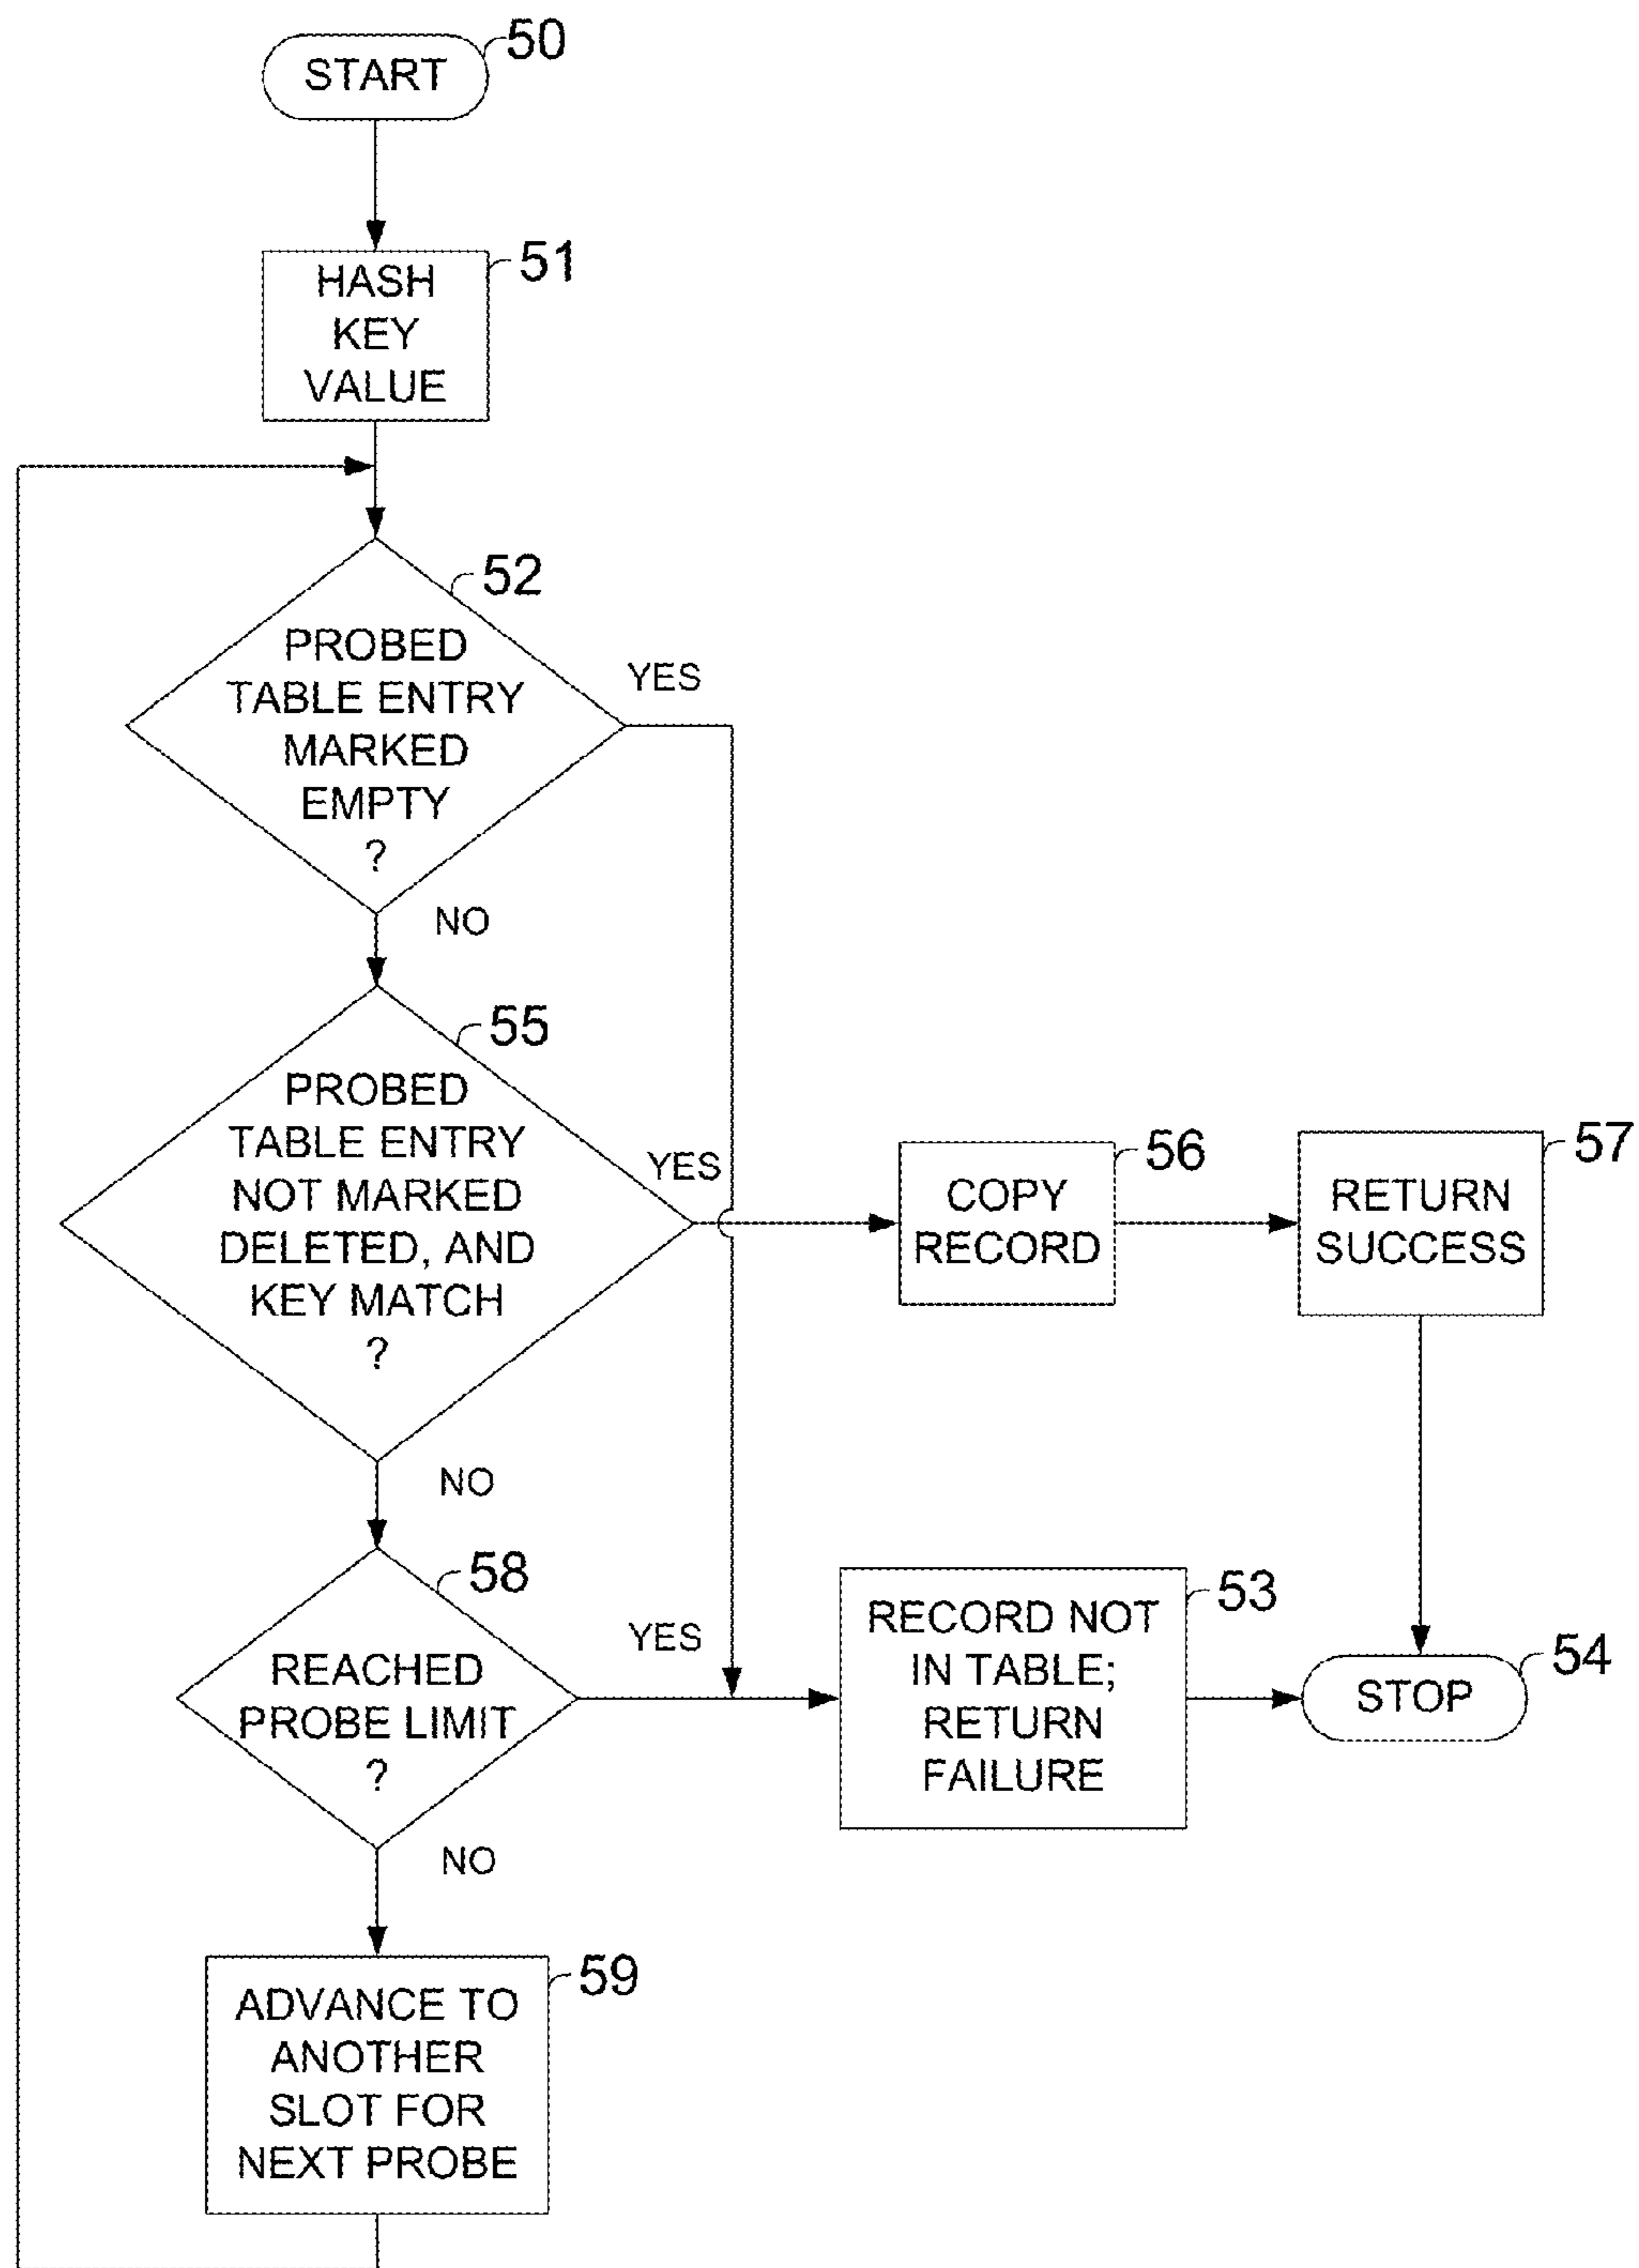 START
50
HASH
KEY
VALUE
51
PROBED
TABLE ENTRY
MARKED
EMPTY
?
52
YES
NO
PROBED
TABLE ENTRY
NOT MARKED
DELETED, AND
KEY MATCH
?
55
YES
NO
COPY
RECORD
56
RETURN
SUCCESS
57
REACHED
PROBE LIMIT
?
58
YES
NO
RECORD NOT
IN TABLE;
RETURN
FAILURE
53
STOP
54
ADVANCE TO
ANOTHER
SLOT FOR
NEXT PROBE
59